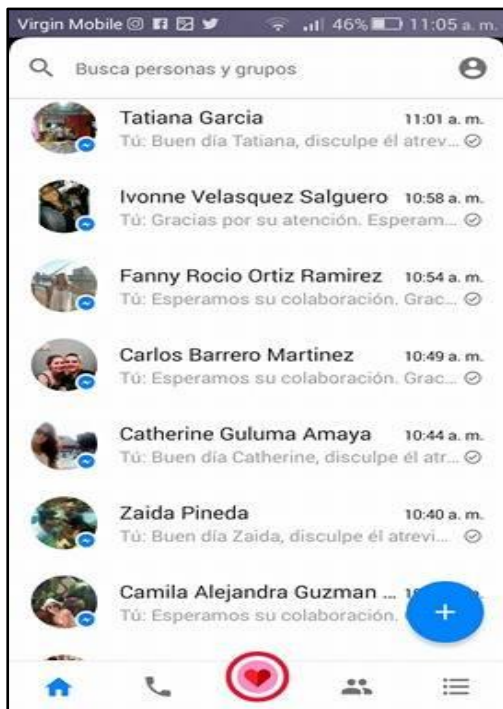 Virgin Mobile 46% 11:05 a. m.
Busca personas y grupos
Tatiana Garcia 11:01 a. m.
Tú: Buen día Tatiana, disculpe él atrev...
Ivonne Velasquez Salguero 10:58 a. m.
Tú: Gracias por su atención. Esperam...
Fanny Rocio Ortiz Ramirez 10:54 a. m.
Tú: Esperamos su colaboración. Grac...
Carlos Barrero Martinez 10:49 a. m.
Tú: Esperamos su colaboración. Grac...
Catherine Guluma Amaya 10:44 a. m.
Tú: Buen día Catherine, disculpe él atr...
Zaida Pineda 10:40 a. m.
Tú: Buen día Zaida, disculpe él atrevi...
Camila Alejandra Guzman ...
Tú: Esperamos su colaboración.